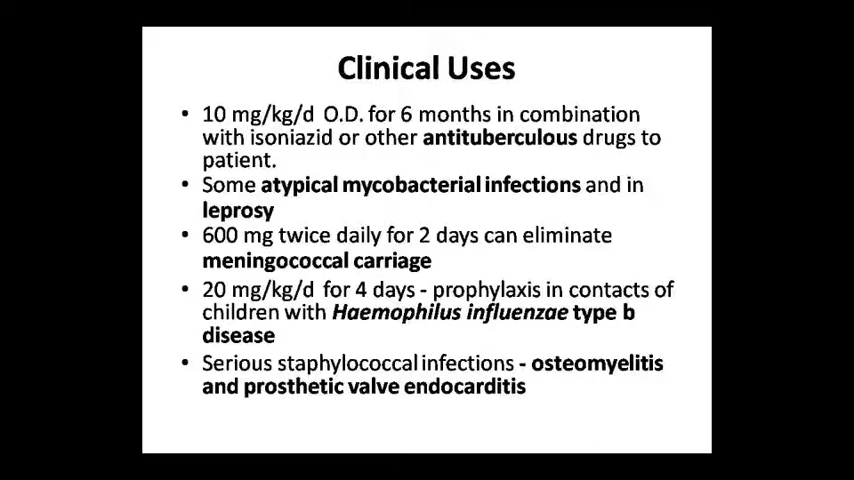 Clinical Uses
• 10 mg/kg/d O.D. for 6 months in combination
with isoniazid or other antituberculous drugs to
patient.
• Some atypical mycobacterial infections and in
leprosy
• 600 mg twice daily for 2 days can eliminate
meningococcal carriage
• 20 mg/kg/d for 4 days - prophylaxis in contacts of
children with Haemophilus influenzae type b
disease
• Serious staphylococcal infections - osteomyelitis
and prosthetic valve endocarditis